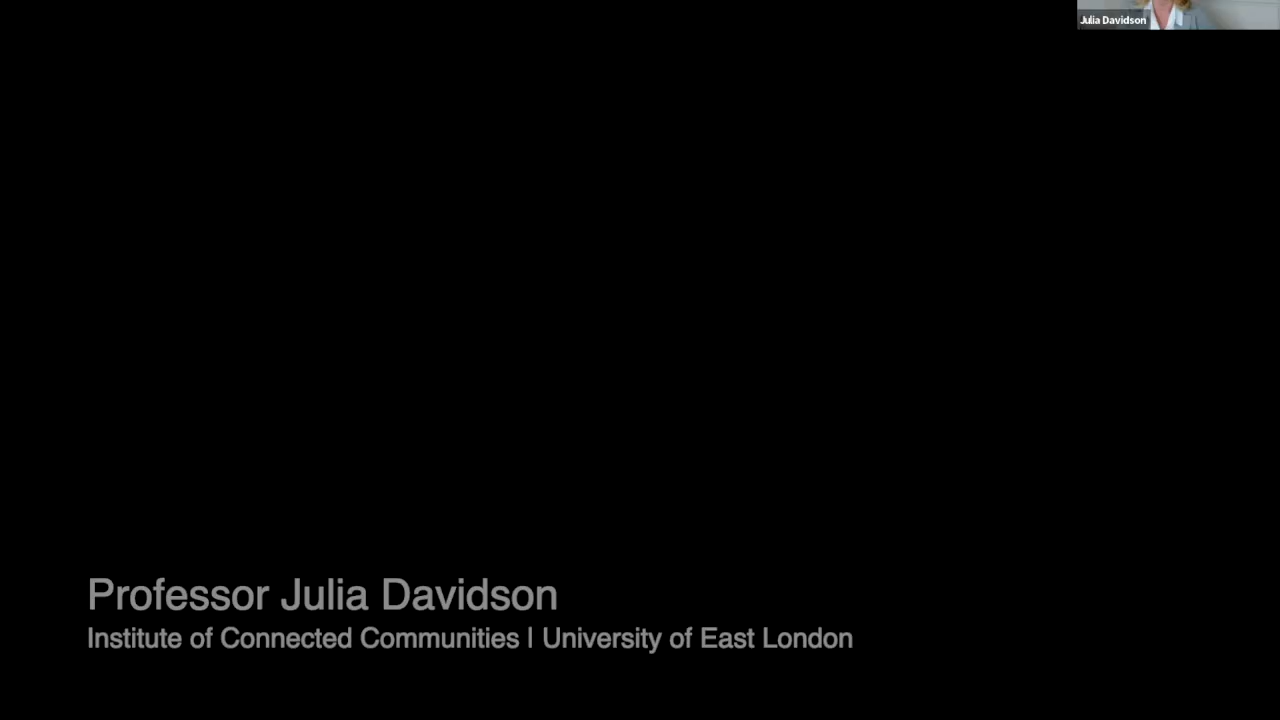 Julia Davidson
Professor Julia Davidson
Institute of Connected Communities | University of East London